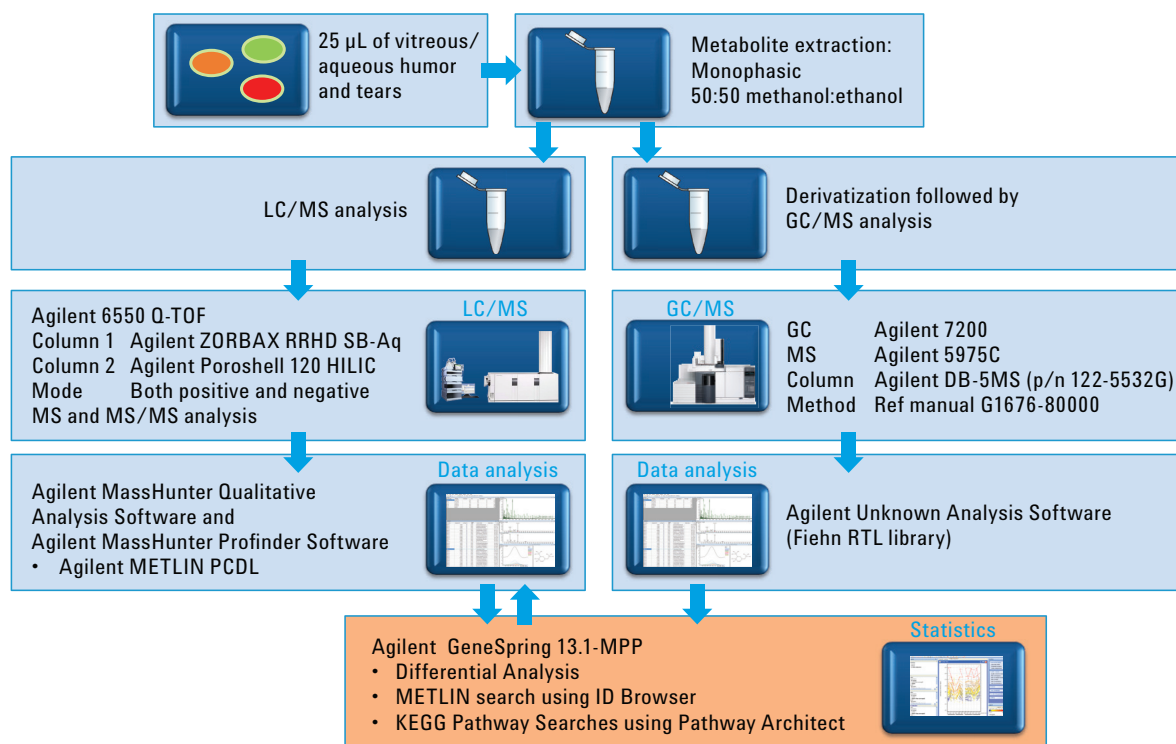 25 µL of vitreous/
aqueous humor
and tears
Metabolite extraction:
Monophasic
50:50 methanol:ethanol
LC/MS analysis
Derivatization followed by
GC/MS analysis
LC/MS
Agilent 6550 Q-TOF
Column 1 Agilent ZORBAX RRHD SB-Aq
Column 2 Agilent Poroshell 120 HILIC
Mode Both positive and negative
MS and MS/MS analysis
GC/MS
GC Agilent 7200
MS Agilent 5975C
Column Agilent DB-5MS (p/n 122-5532G)
Method Ref manual G1676-80000
Data analysis
Agilent MassHunter Qualitative
Analysis Software and
Agilent MassHunter Profinder Software
• Agilent METLIN PCDL
Data analysis
Agilent Unknown Analysis Software
(Fiehn RTL library)
Statistics
Agilent GeneSpring 13.1-MPP
• Differential Analysis
• METLIN search using ID Browser
• KEGG Pathway Searches using Pathway Architect